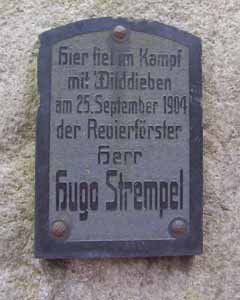 Hier fiel im Kampf
mit Wilddieben
am 25. September 1904
der Revierförster
Herr
Hugo Strempel